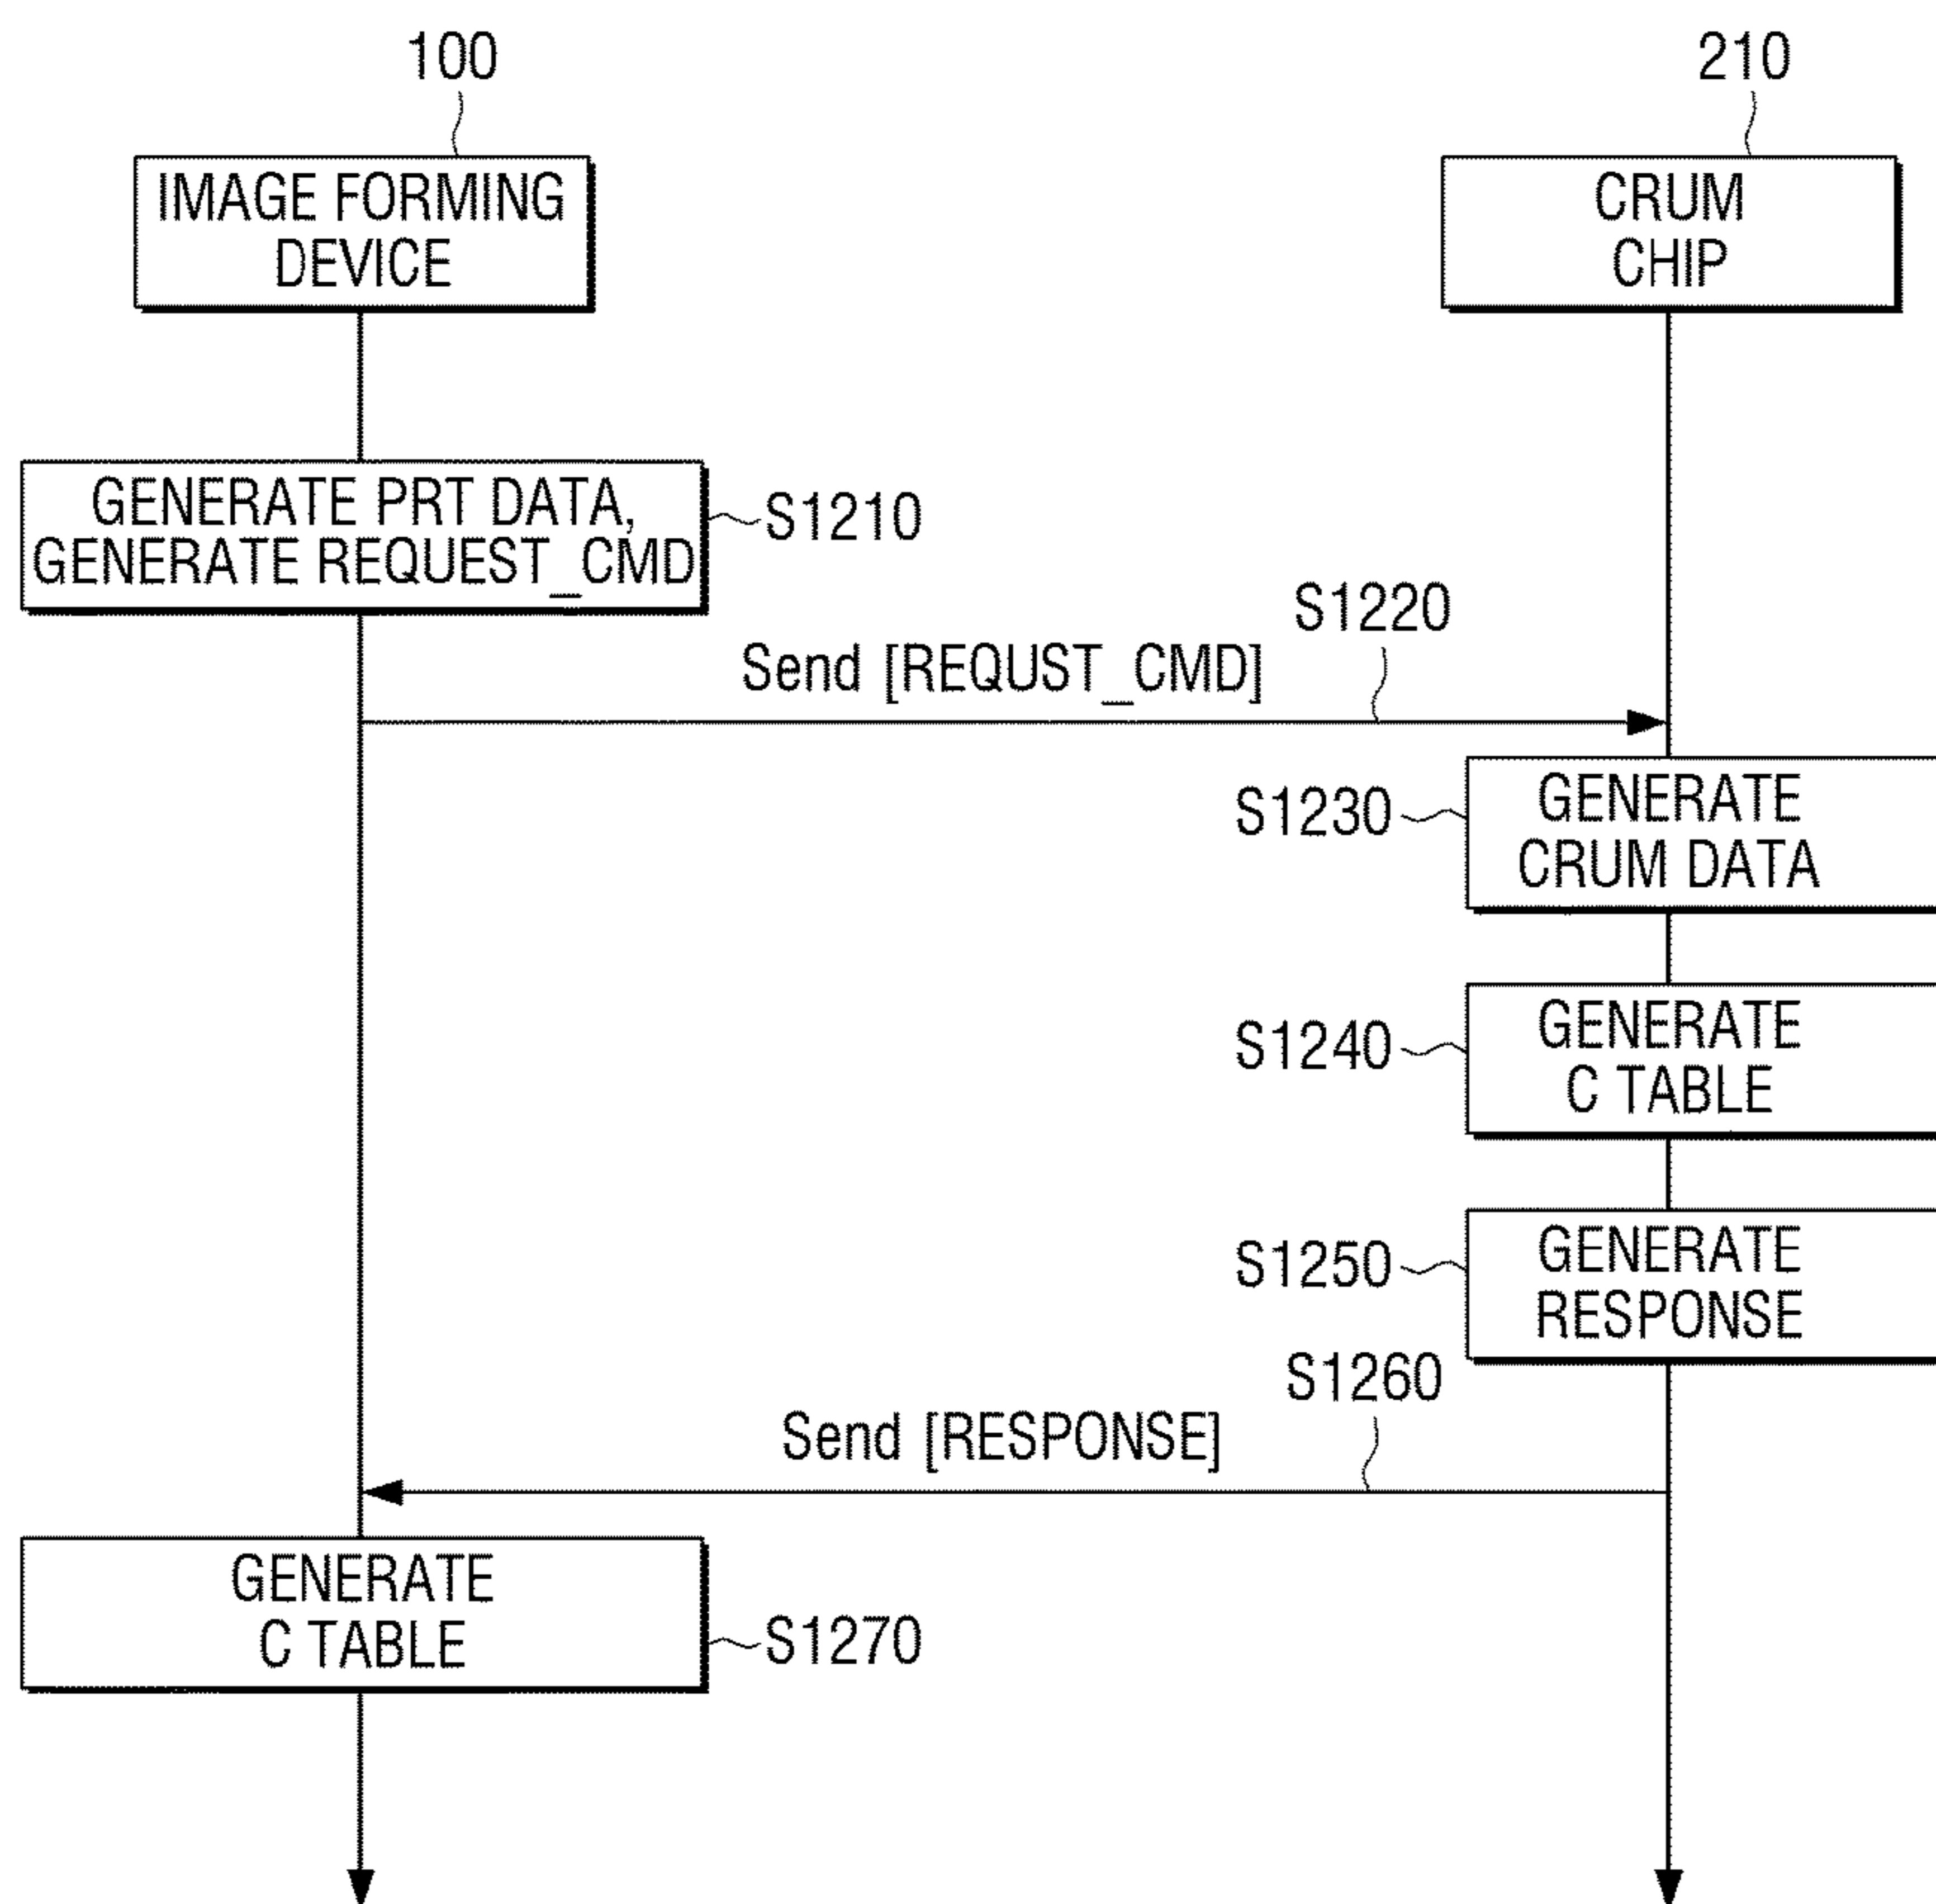 100
210
IMAGE FORMING
DEVICE
CRUM
CHIP
GENERATE PRT DATA,
GENERATE REQUEST_CMD
S1210
S1220
Send [REQUST_CMD]
S1230
GENERATE
CRUM DATA
S1240
GENERATE
C TABLE
S1250
GENERATE
RESPONSE
S1260
Send [RESPONSE]
GENERATE
C TABLE
S1270